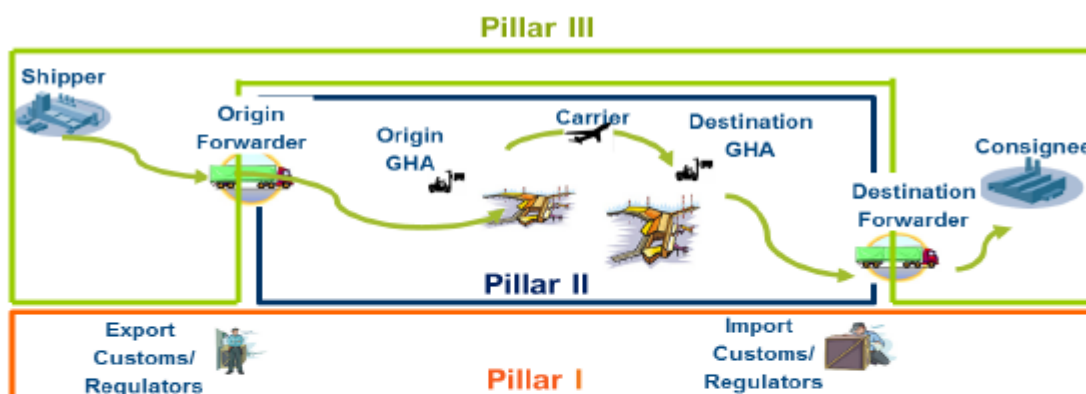 Pillar III
Shipper
Origin
Forwarder
Origin
GHA
Carrier
Destination
GHA
Consignee
Destination
Forwarder
Pillar II
Export
Customs/
Regulators
Import
Customs/
Regulators
Pillar I